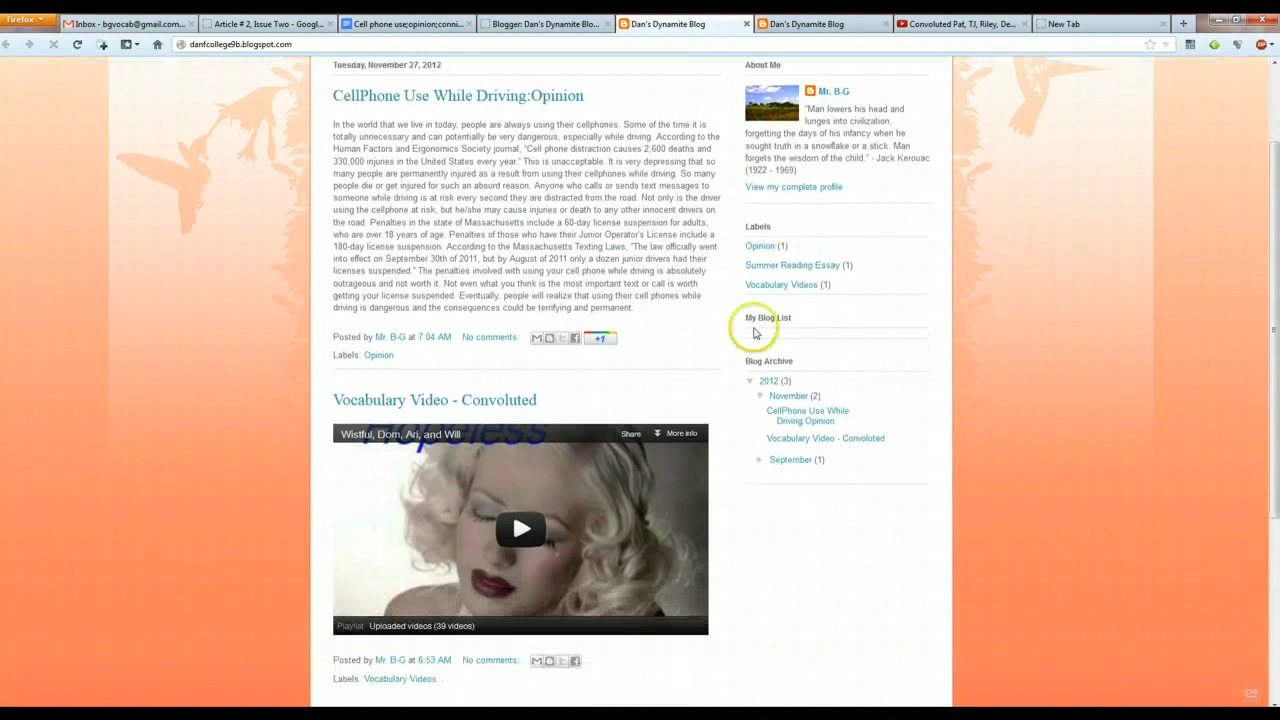 Firefox
Inbox - bgvocab@gmail.com...
Article # 2, Issue Two - Googl...
Cell phone use;opinion;conni...
Blogger: Dan's Dynamite Blo...
Dan's Dynamite Blog
Dan's Dynamite Blog
Convoluted Pat, TJ, Riley, De...
New Tab
danfcollege9b.blogspot.com
Tuesday, November 27, 2012
CellPhone Use While Driving:Opinion
In the world that we live in today, people are always using their cellphones. Some of the time it is
totally unnecessary and can potentially be very dangerous, especially while driving. According to the
Human Factors and Ergonomics Society journal, "Cell phone distraction causes 2,600 deaths and
330,000 injuries in the United States every year." This is unacceptable. It is very depressing that so
many people are permanently injured as a result from using their cellphones while driving. So many
people die or get injured for such an absurd reason. Anyone who calls or sends text messages to
someone while driving is at risk every second they are distracted from the road. Not only is the driver
using the cellphone at risk, but he/she may cause injuries or death to any other innocent drivers on
the road. Penalties in the state of Massachusetts include a 60-day license suspension for adults,
who are over 18 years of age. Penalties of those who have their Junior Operator's License include a
180-day license suspension. According to the Massachusetts Texting Laws, "The law officially went
into effect on September 30th of 2011, but by August of 2011 only a dozen junior drivers had their
licenses suspended." The penalties involved with using your cell phone while driving is absolutely
outrageous and not worth it. Not even what you think is the most important text or call is worth
getting your license suspended. Eventually, people will realize that using their cell phones while
driving is dangerous and the consequences could be terrifying and permanent.
Posted by Mr. B-G at 7:04 AM No comments:
+1
Labels: Opinion
Vocabulary Video - Convoluted
Hopeless
Wistful, Dom, Ari, and Will
Share
More info
Playlist Uploaded videos (39 videos)
Posted by Mr. B-G at 6:53 AM No comments:
Labels: Vocabulary Videos
About Me
Mr. B-G
"Man lowers his head and
lunges into civilization,
forgetting the days of his infancy when he
sought truth in a snowflake or a stick. Man
forgets the wisdom of the child." - Jack Kerouac
(1922 - 1969)
View my complete profile
Labels
Opinion (1)
Summer Reading Essay (1)
Vocabulary Videos (1)
My Blog List
Blog Archive
2012 (3)
November (2)
CellPhone Use While
Driving:Opinion
Vocabulary Video - Convoluted
September (1)